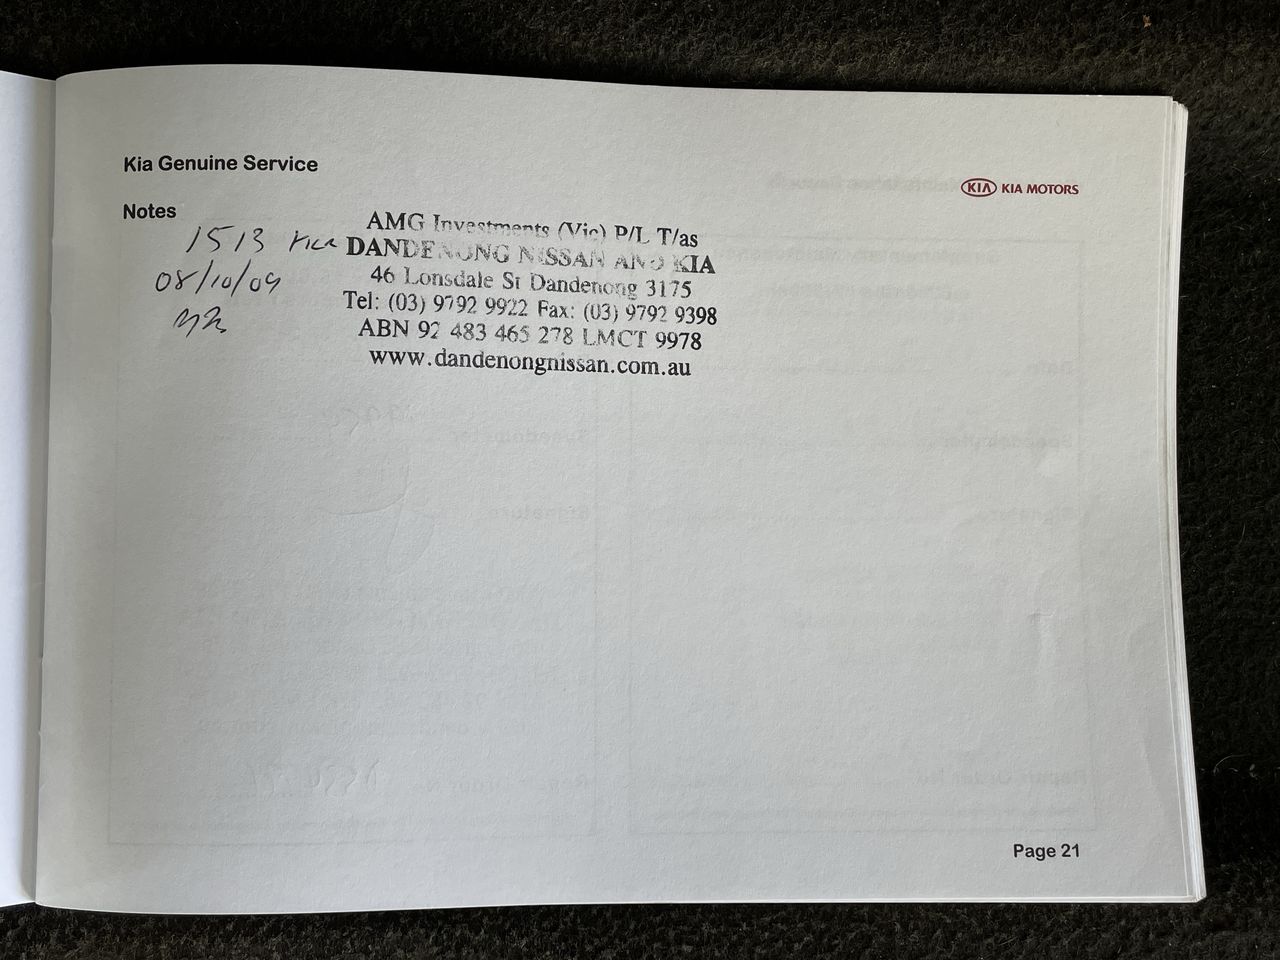 Kia Genuine Service
KIA KIA MOTORS
Notes
1513
08/10/09
AMG Investments (Vic) P/L T/as
DANDENONG NISSAN AND KIA
46 Lonsdale St Dandenong 3175
Tel: (03) 9792 9922 Fax: (03) 9792 9398
ABN 92 483 465 278 LMCT 9978
www.dandenongnissan.com.au
Page 21